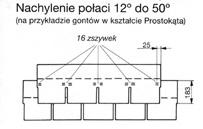 Nachylenie połaci 12° do 50°
(na przykładzie gontów w kształcie Prostokąta)
16 zszywek
25
183